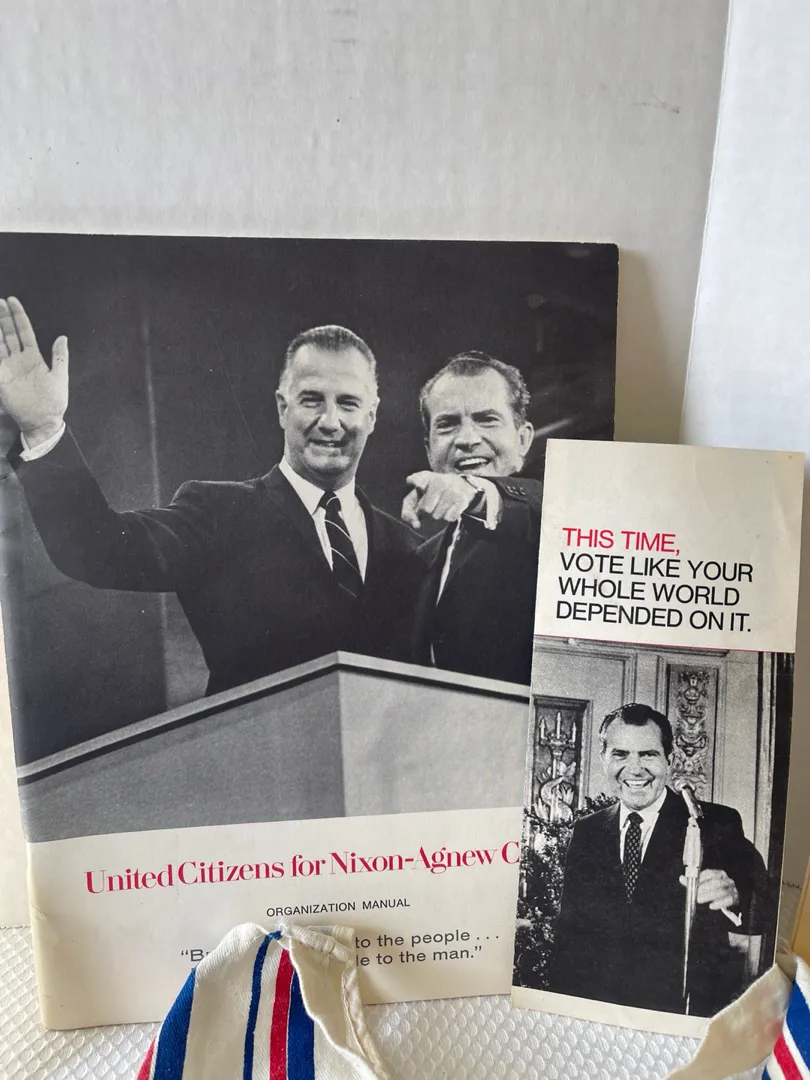 United Citizens for Nixon-Agnew
ORGANIZATION MANUAL
to the people . . .
to the man.”
THIS TIME,
VOTE LIKE YOUR
WHOLE WORLD
DEPENDED ON IT.